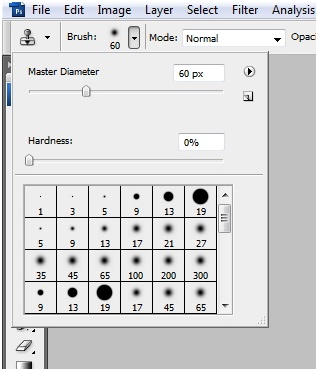 Ps File Edit Image Layer Select Filter Analysis
Brush: 60 Mode: Normal Opaci
Master Diameter 60 px
Hardness: 0%
1 3 5 9 13 19
5 9 13 17 21 27
35 45 65 100 200 300
9 13 19 17 45 65